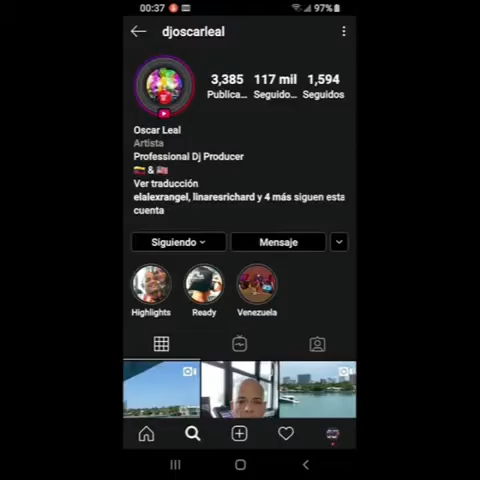 00:37 97%
djoscarleal
3,385 117 mil 1,594
Publica... Seguido... Seguidos
Oscar Leal
Artista
Professional Dj Producer
&
Ver traducción
elalexrangel, linaresrichard y 4 más siguen esta
cuenta
Siguiendo Mensaje
Highlights Ready Venezuela